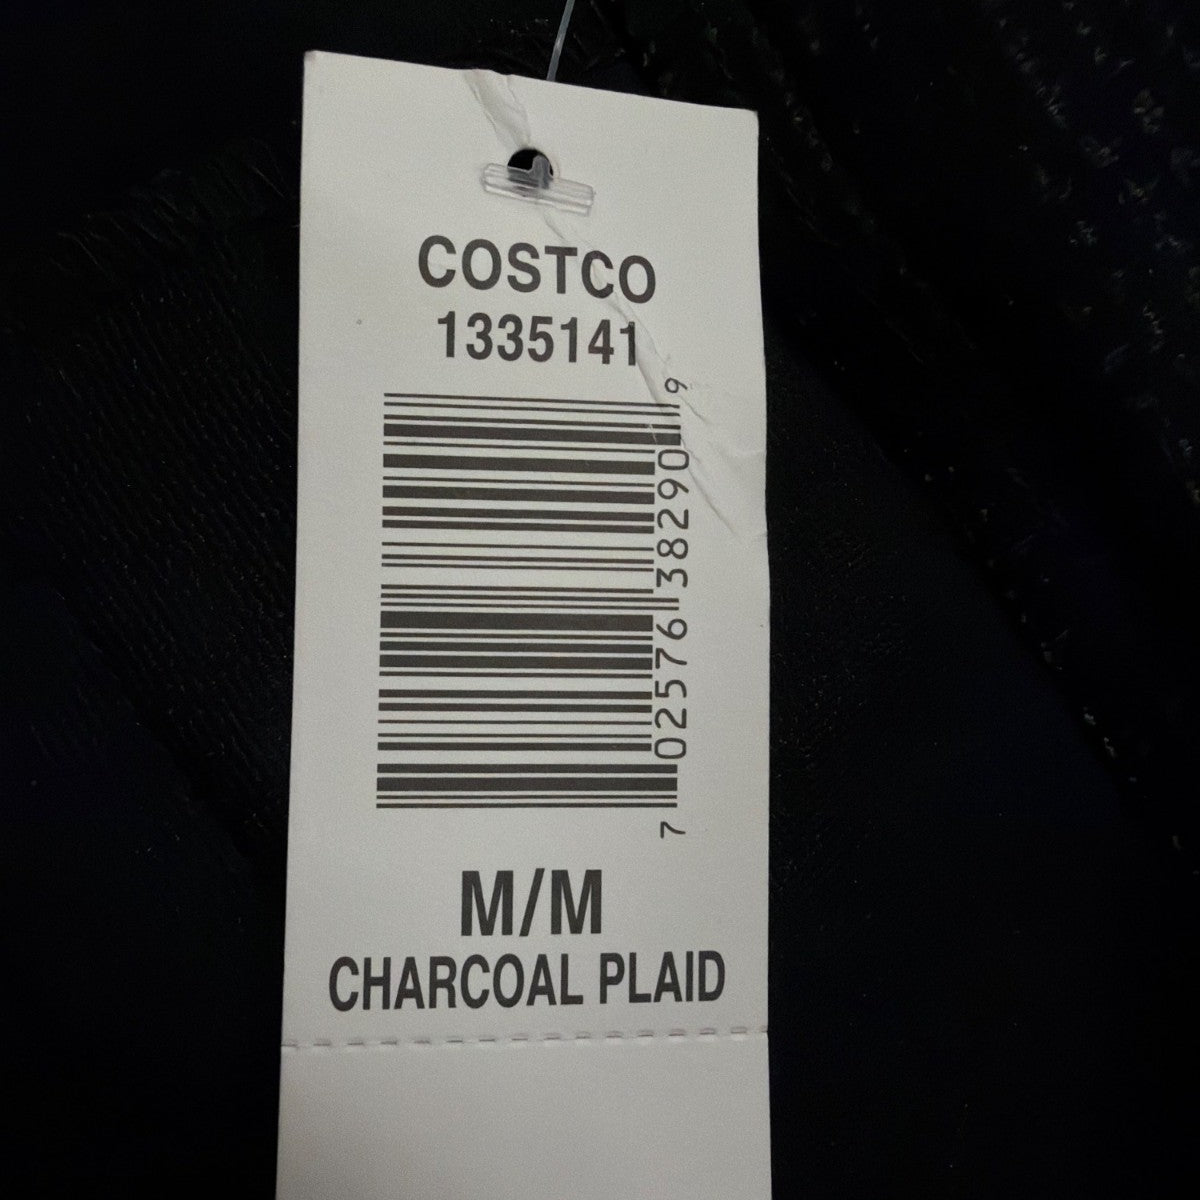 COSTCO
1335141
7 02576 38290 9
M/M
CHARCOAL PLAID